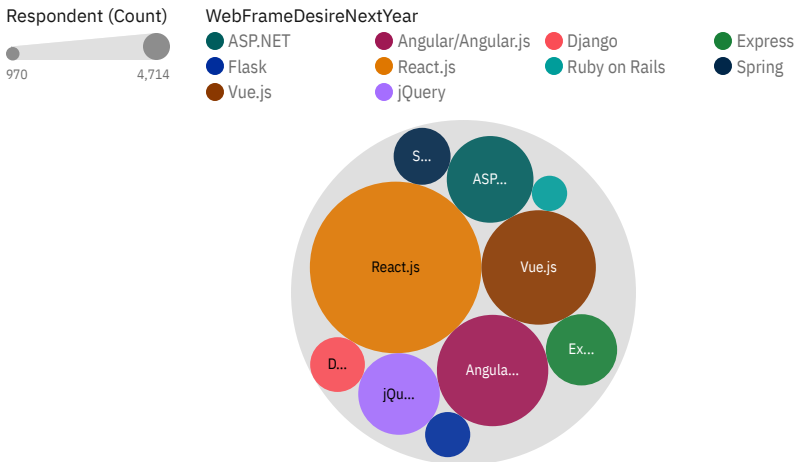 Respondent (Count)
970
4,714
WebFrameDesireNextYear
ASP.NET
Angular/Angular.js
Django
Express
Flask
React.js
Ruby on Rails
Spring
Vue.js
jQuery
S...
ASP...
React.js
Vue.js
Ex...
D...
Angula...
jQu...